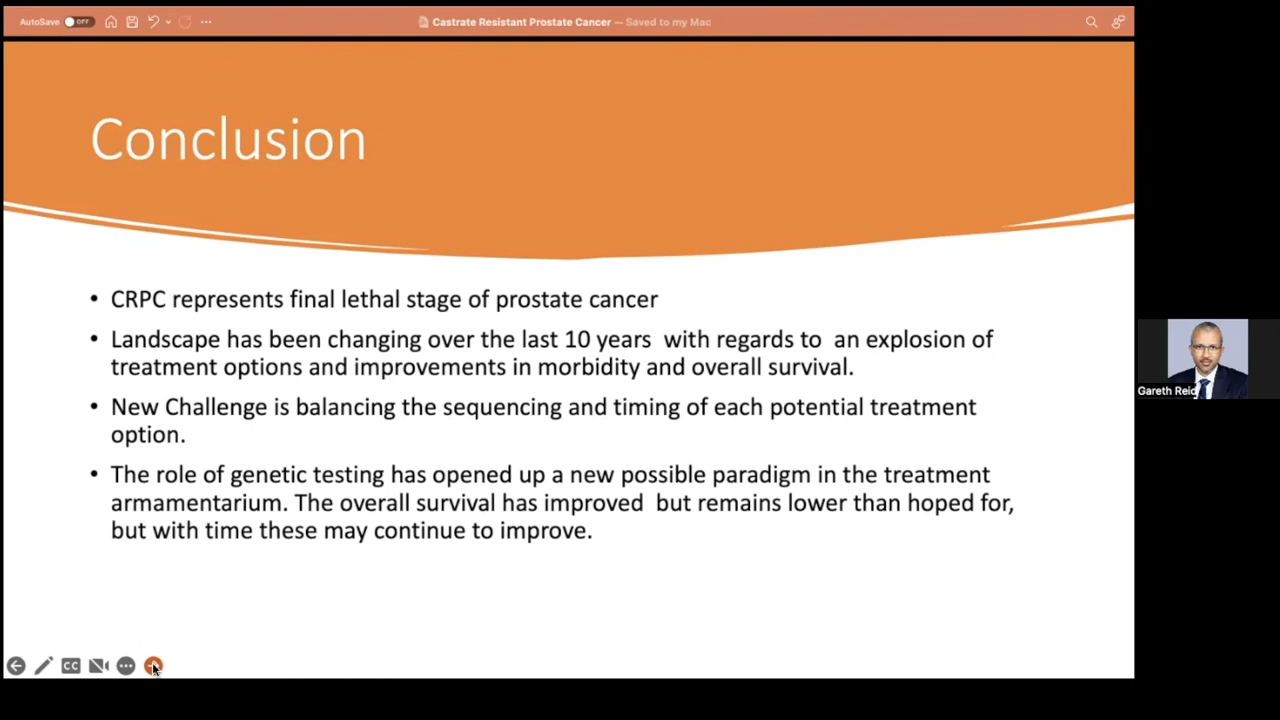 AutoSave OFF
Castrate Resistant Prostate Cancer — Saved to my Mac
Conclusion
• CRPC represents final lethal stage of prostate cancer
• Landscape has been changing over the last 10 years with regards to an explosion of
treatment options and improvements in morbidity and overall survival.
• New Challenge is balancing the sequencing and timing of each potential treatment
option.
• The role of genetic testing has opened up a new possible paradigm in the treatment
armamentarium. The overall survival has improved but remains lower than hoped for,
but with time these may continue to improve.
Gareth Reid
CC